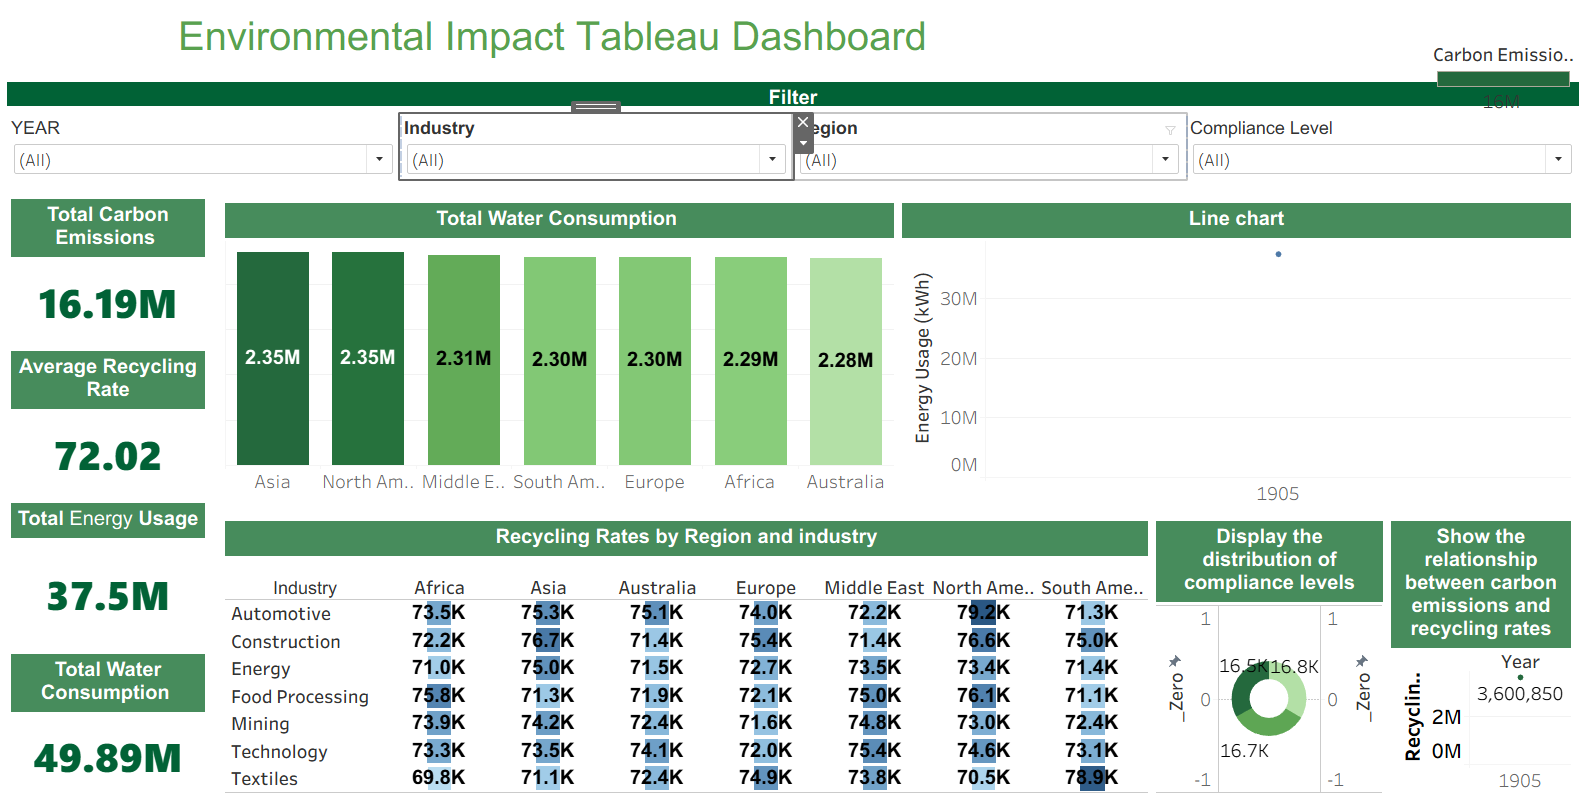 Environmental Impact Tableau Dashboard
Carbon Emissio..
16M
Filter
YEAR
(All)
Industry
(All)
egion
(All)
Compliance Level
(All)
Total Carbon
Emissions
16.19M
Average Recycling
Rate
72.02
Total Energy Usage
37.5M
Total Water
Consumption
49.89M
Total Water Consumption
2.35M 2.35M 2.31M 2.30M 2.30M 2.29M 2.28M
Asia North Am.. Middle E.. South Am.. Europe Africa Australia
Line chart
Energy Usage (kWh)
30M
20M
10M
0M
1905
Recycling Rates by Region and industry
Industry Africa Asia Australia Europe Middle East North Ame.. South Ame..
Automotive 73.5K 75.3K 75.1K 74.0K 72.2K 79.2K 71.3K
Construction 72.2K 76.7K 71.4K 75.4K 71.4K 76.6K 75.0K
Energy 71.0K 75.0K 71.5K 72.7K 73.5K 73.4K 71.4K
Food Processing 75.8K 71.3K 71.9K 72.1K 75.0K 76.1K 71.1K
Mining 73.9K 74.2K 72.4K 71.6K 74.8K 73.0K 72.4K
Technology 73.3K 73.5K 74.1K 72.0K 75.4K 74.6K 73.1K
Textiles 69.8K 71.1K 72.4K 74.9K 73.8K 70.5K 78.9K
Display the
distribution of
compliance levels
1 1
16.5K 16.8K
_Zero 0 0 _Zero
16.7K
-1 -1
Show the
relationship
between carbon
emissions and
recycling rates
Year
3,600,850
Recyclin..
2M
0M
1905